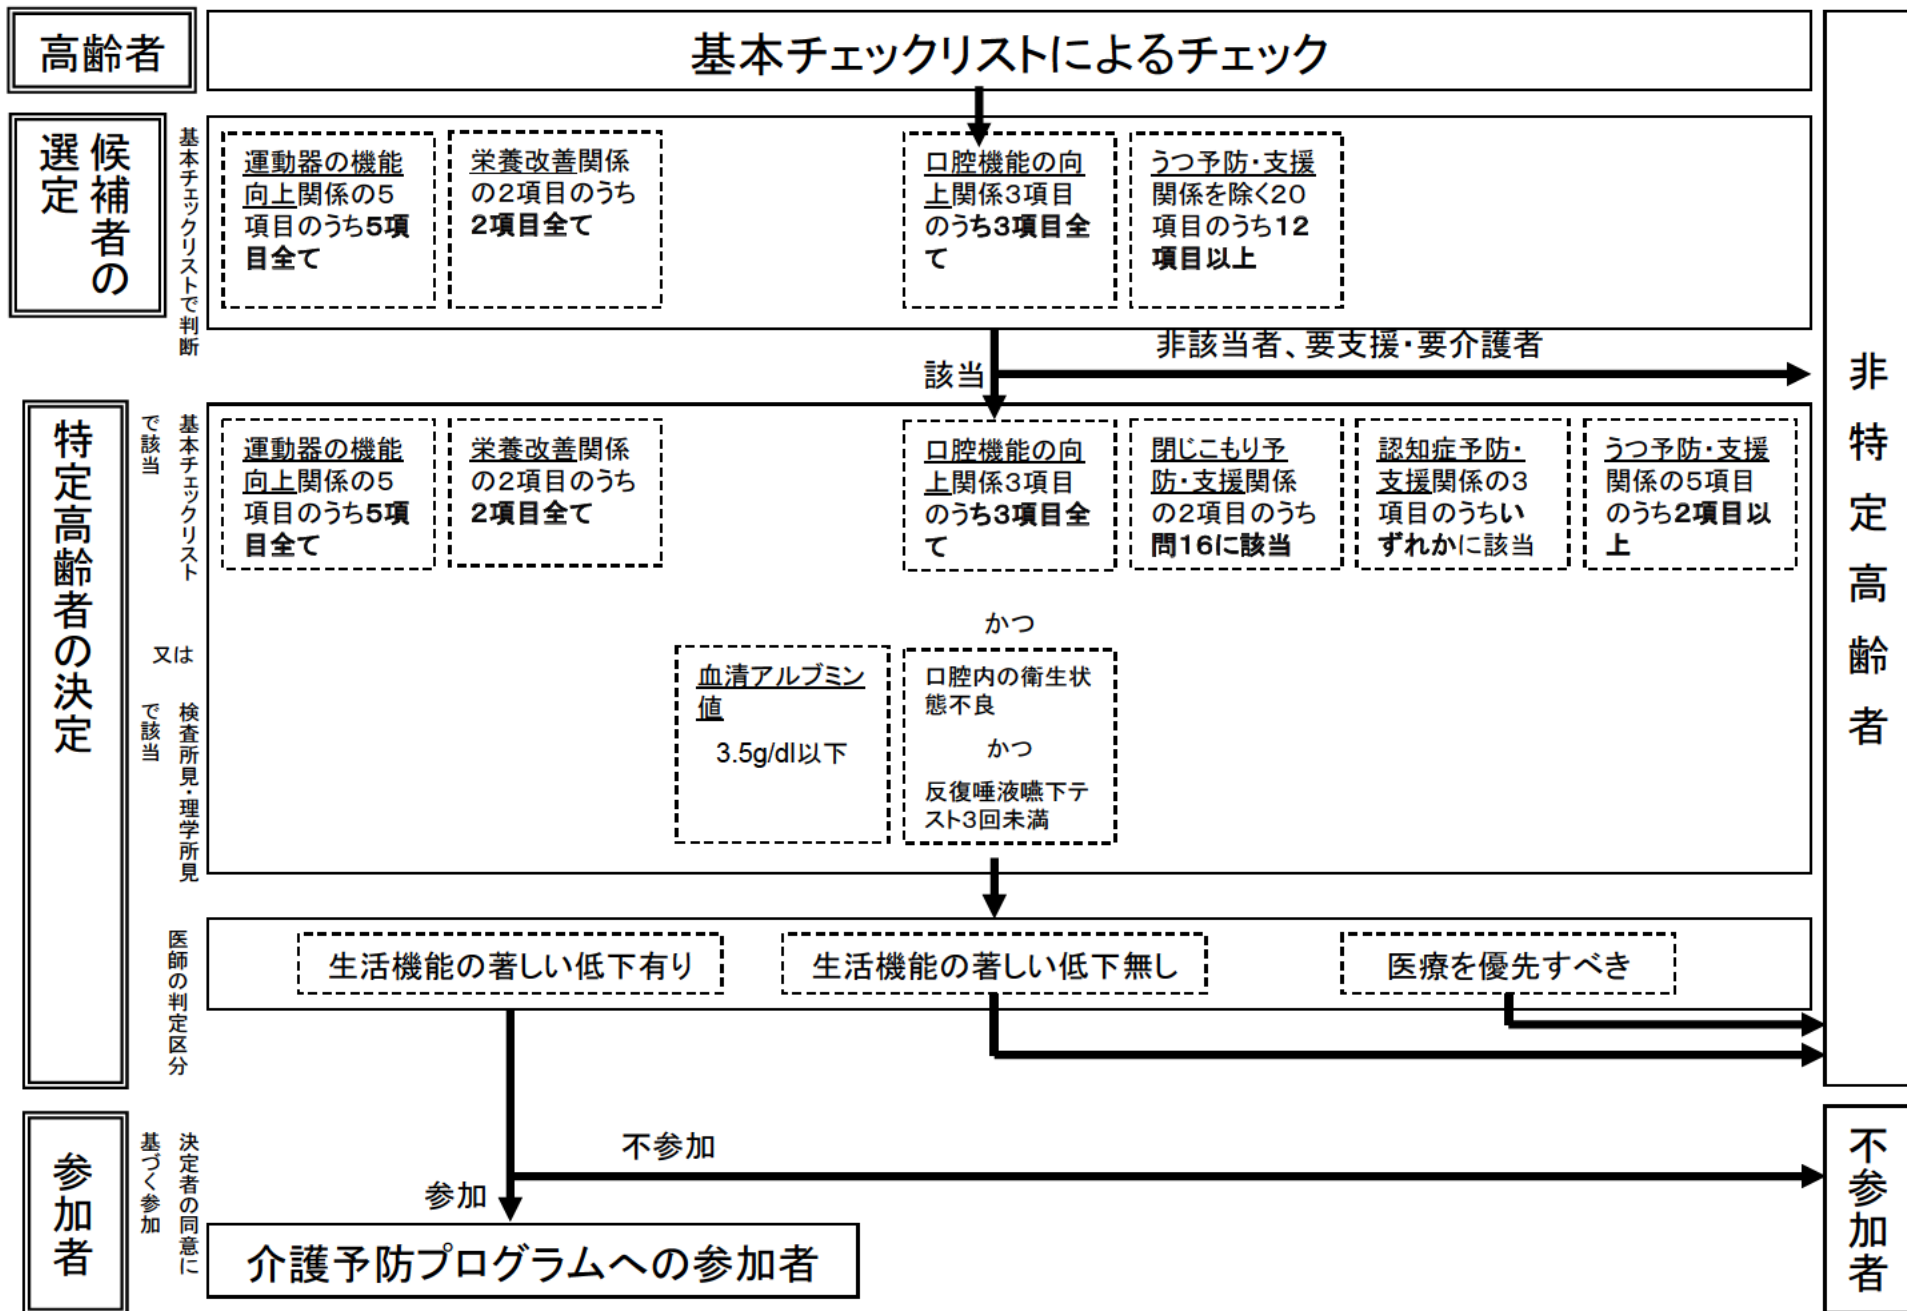 高齢者
基本チェックリストによるチェック
候補者の
選定
基本チェックリストで判断
運動器の機能
向上関係の5
項目のうち5項
目全て
栄養改善関係
の2項目のうち
2項目全て
口腔機能の向
上関係3項目
のうち3項目全
て
うつ予防・支援
関係を除く20
項目のうち12
項目以上
該当
非該当者、要支援・要介護者
非特定高齢者
特定高齢者の決定
基本チェックリスト
で該当
運動器の機能
向上関係の5
項目のうち5項
目全て
栄養改善関係
の2項目のうち
2項目全て
口腔機能の向
上関係3項目
のうち3項目全
て
閉じこもり予
防・支援関係
の2項目のうち
問16に該当
認知症予防・
支援関係の3
項目のうちい
ずれかに該当
うつ予防・支援
関係の5項目
のうち2項目以
上
又は
かつ
検査所見・理学所見
で該当
血清アルブミン
値
3.5g/dl以下
口腔内の衛生状
態不良
かつ
反復唾液嚥下テ
スト3回未満
医師の判定区分
生活機能の著しい低下有り
生活機能の著しい低下無し
医療を優先すべき
参加者
決定者の同意に
基づく参加
不参加
参加
介護予防プログラムへの参加者
不参加者